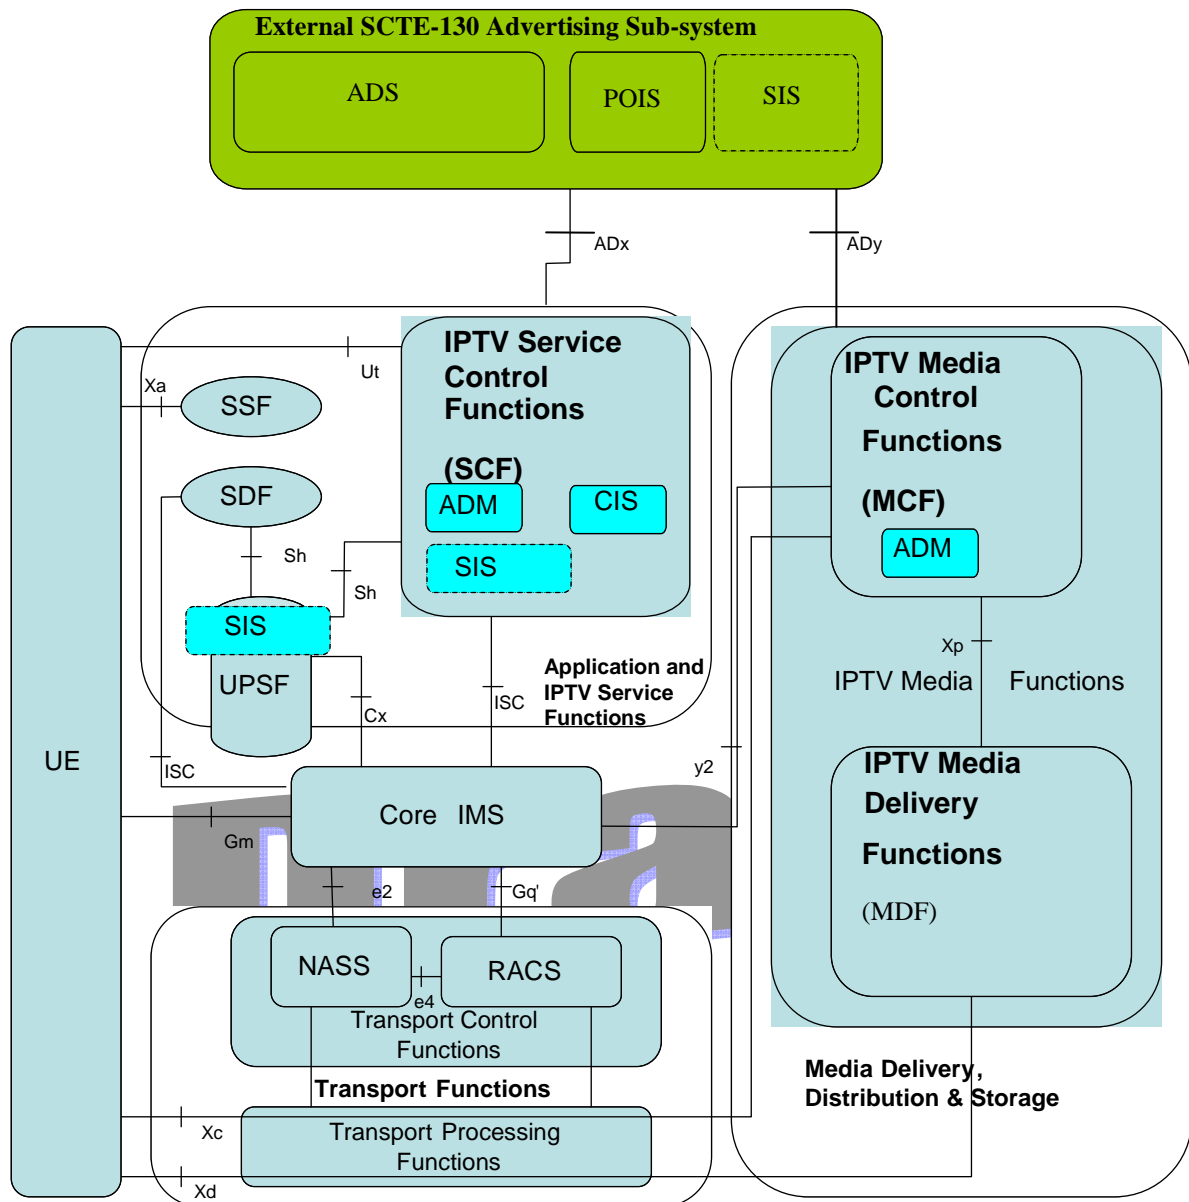 External SCTE-130 Advertising Sub-system
ADS
POIS
SIS
ADx
ADy
UE
Xa
Ut
SSF
SDF
Sh
Sh
SIS
UPSF
Cx
ISC
IPTV Service
Control
Functions
(SCF)
ADM
CIS
SIS
ISC
Application and
IPTV Service
Functions
IPTV Media
Control
Functions
(MCF)
ADM
Xp
IPTV Media Functions
IPTV Media
Delivery
Functions
(MDF)
y2
Core IMS
Gm
e2
Gq'
NASS
RACS
e4
Transport Control
Functions
Transport Functions
Transport Processing
Functions
Xc
Xd
Media Delivery,
Distribution & Storage